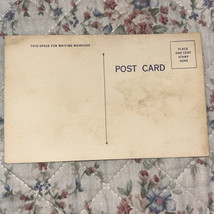 THIS SPACE FOR WRITING MESSAGES
POST CARD
PLACE
ONE CENT
STAMP
HERE